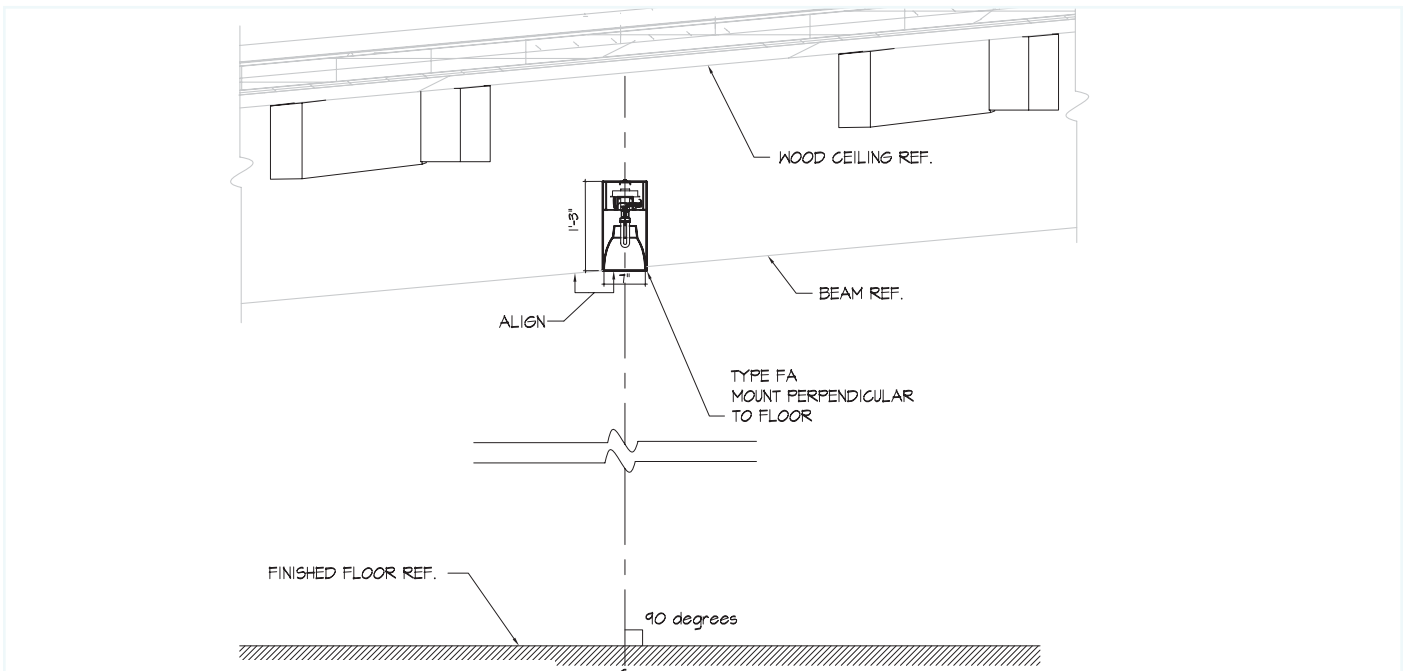 WOOD CEILING REF.
1'-3"
7"
BEAM REF.
ALIGN
TYPE FA
MOUNT PERPENDICULAR
TO FLOOR
FINISHED FLOOR REF.
90 degrees